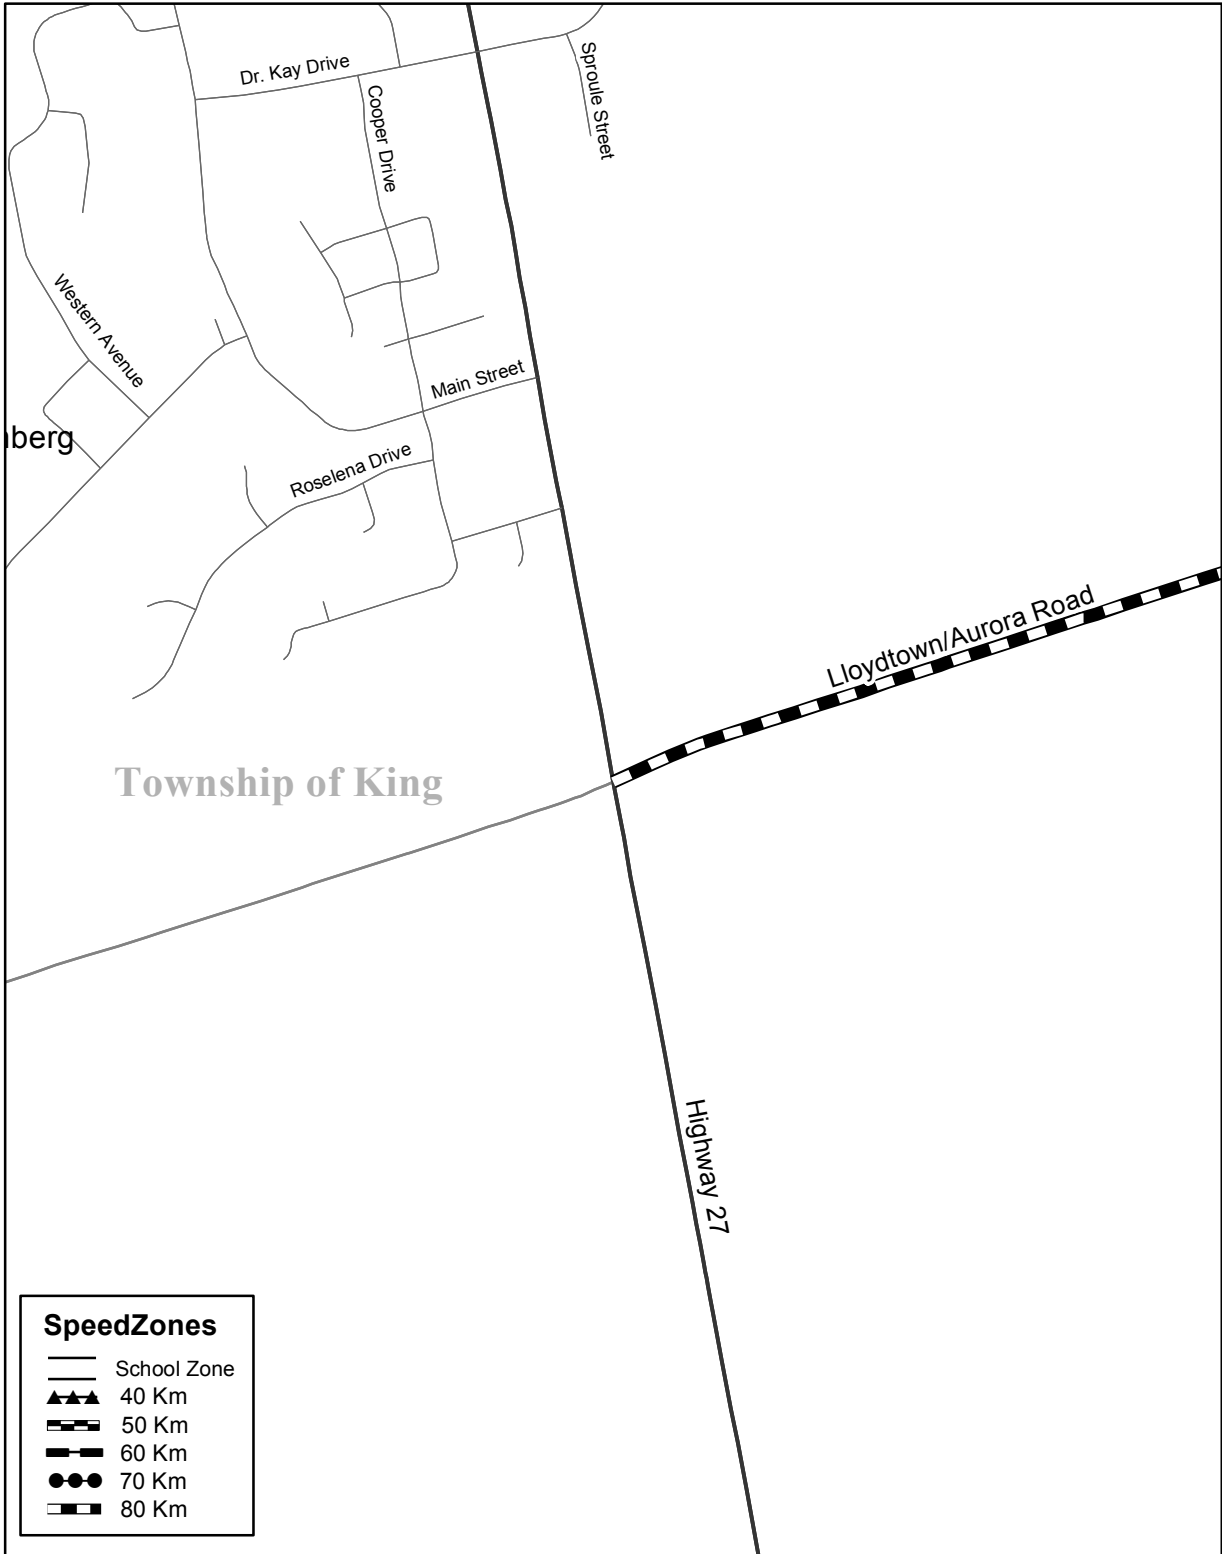 Dr. Kay Drive
Sproule Street
Cooper Drive
Western Avenue
Main Street
berg
Roselena Drive
Lloydtown/Aurora Road
Township of King
Highway 27
SpeedZones
School Zone
40 Km
50 Km
60 Km
70 Km
80 Km